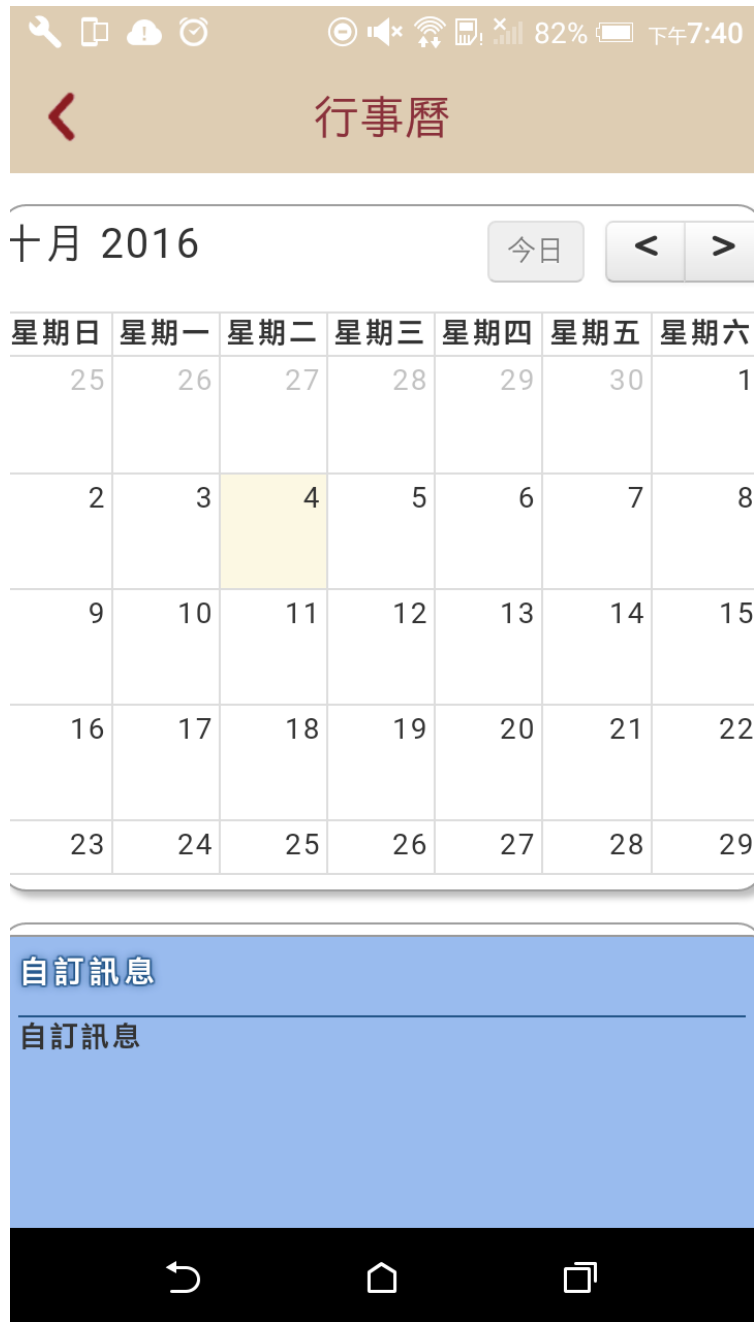 82% 下午7:40
行事曆
十月 2016 今日 < >
星期日 星期一 星期二 星期三 星期四 星期五 星期六
25 26 27 28 29 30 1
2 3 4 5 6 7 8
9 10 11 12 13 14 15
16 17 18 19 20 21 22
23 24 25 26 27 28 29
自訂訊息
自訂訊息